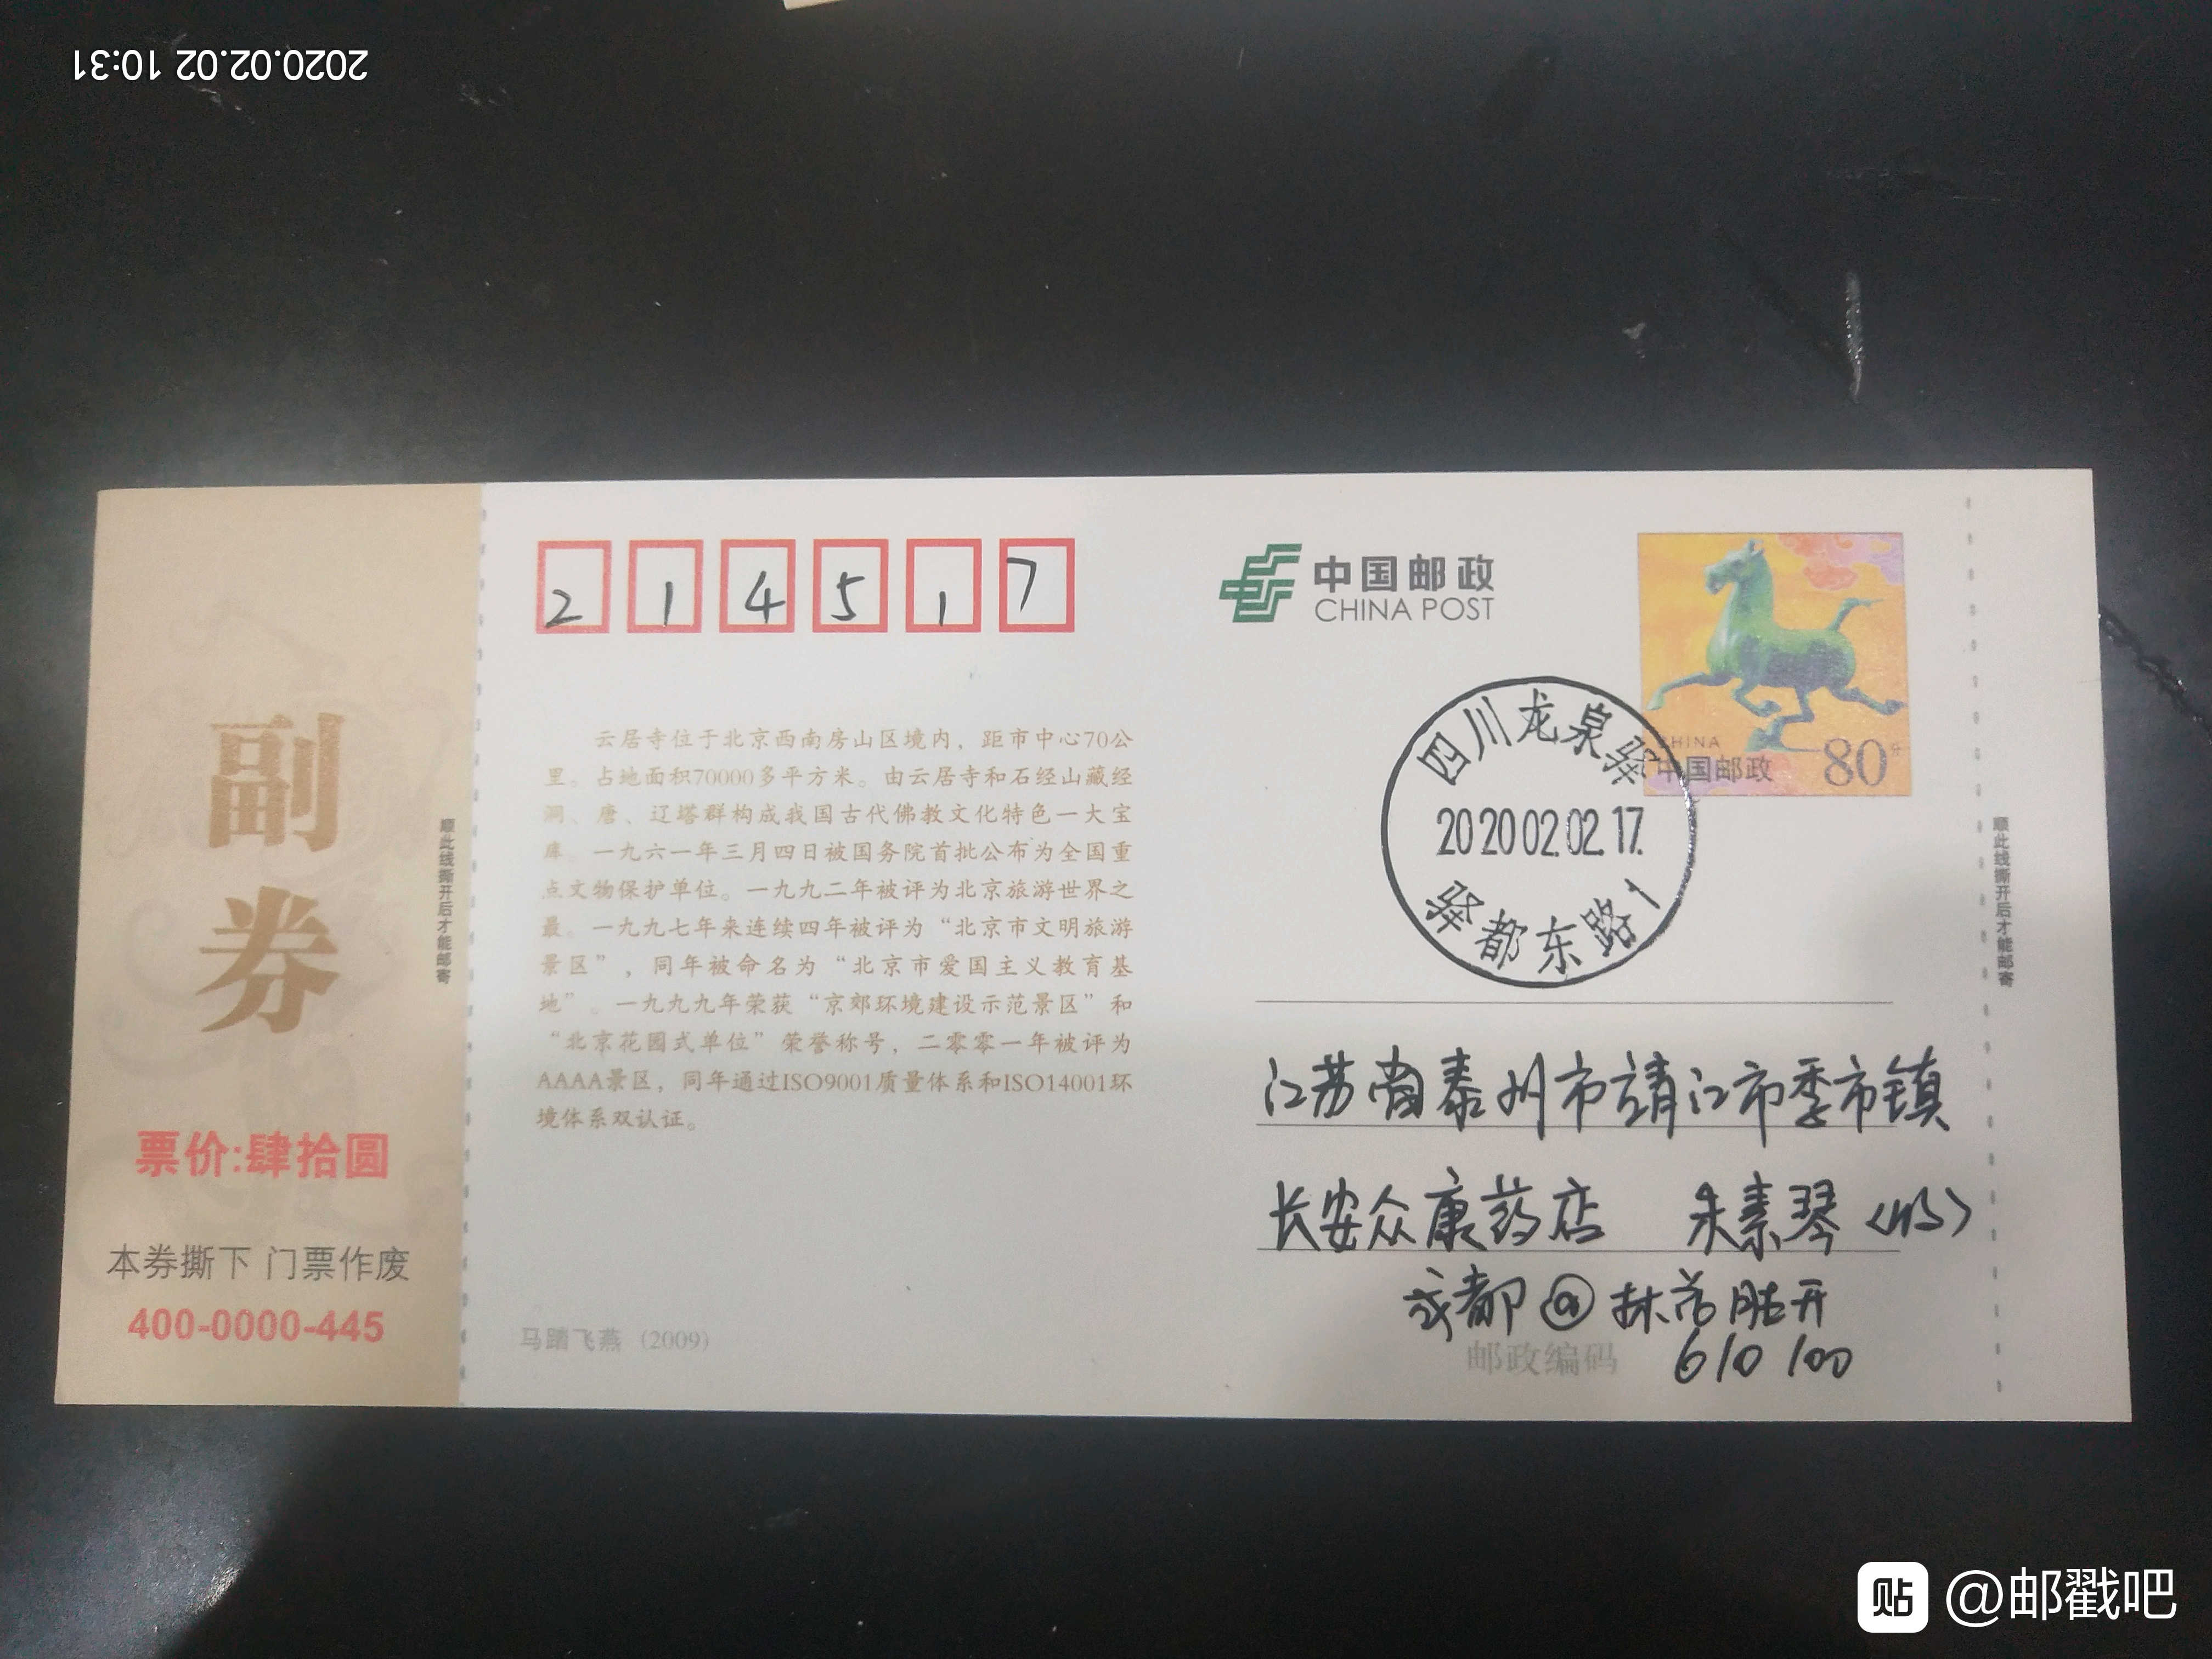 2020.02.02 10:31
副
券
票价:肆拾圆
本券撕下 门票作废
400-0000-445
顺此线撕开后才能邮寄
2 1 4 5 1 7
云居寺位于北京西南房山区境内，距市中心70公
里。占地面积70000多平方米。由云居寺和石经山藏经
洞、唐、辽塔群构成我国古代佛教文化特色一大宝
库。一九六一年三月四日被国务院首批公布为全国重
点文物保护单位。一九九二年被评为北京旅游世界之
最。一九九七年来连续四年被评为“北京市文明旅游
景区”，同年被命名为“北京市爱国主义教育基
地”。一九九九年荣获“京郊环境建设示范景区”和
“北京花园式单位”荣誉称号，二零零一年被评为
AAAA景区，同年通过ISO9001质量体系和ISO14001环
境体系双认证。
马踏飞燕 (2009)
中国邮政
CHINA POST
CHINA
中国邮政 80分
四川龙泉驿
2020.02.02.17.
驿都东路1
江苏省泰州市靖江市季市镇
长安众康药店 朱素琴
成都@林 胜开
邮政编码 610100
顺此线撕开后才能邮寄
贴 @邮戳吧